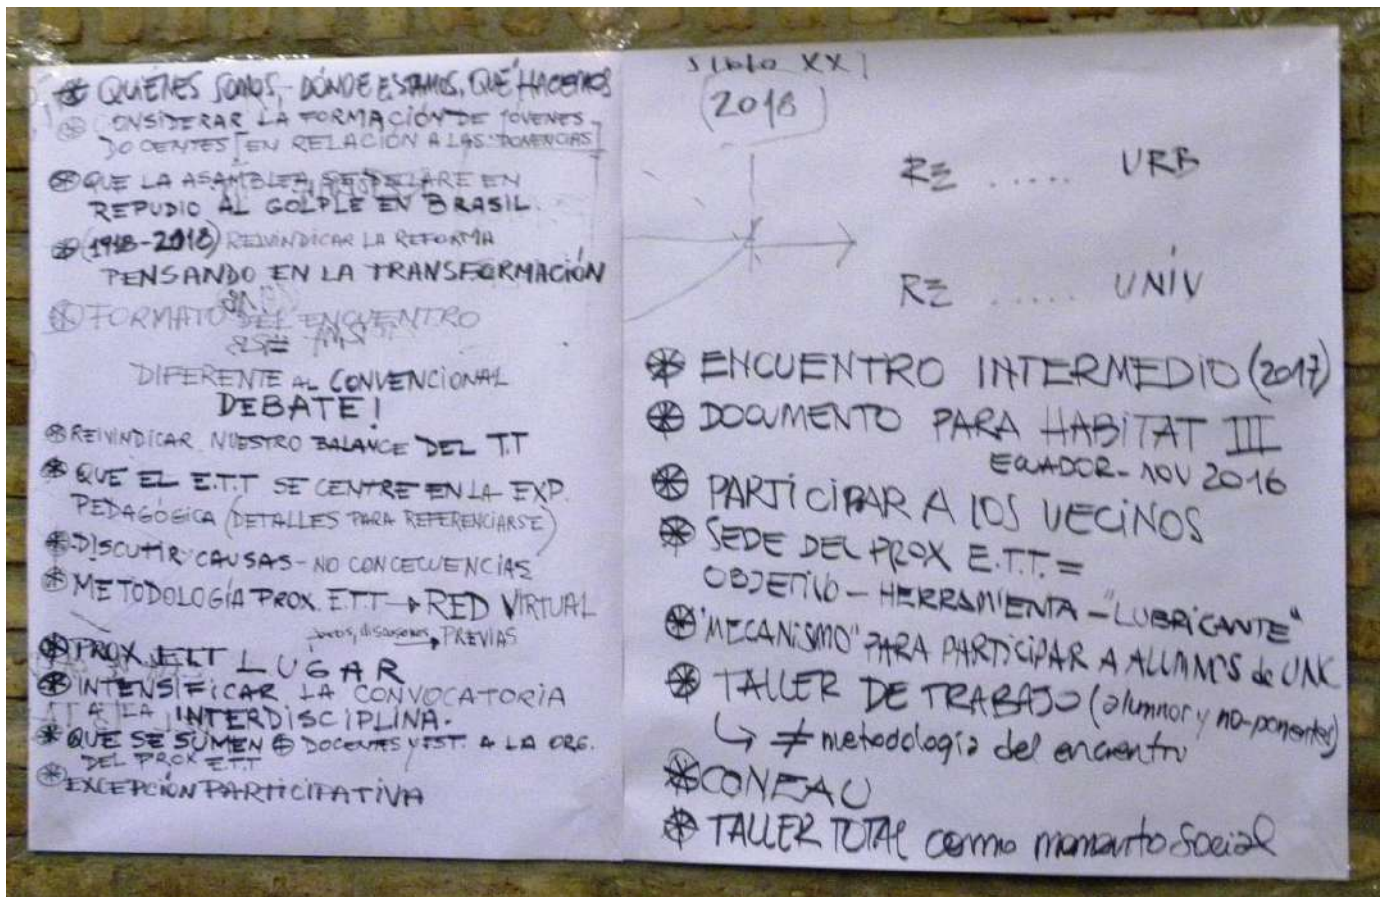 ⊛ QUIÉNES SOMOS, - DÓNDE ESTAMOS, QUÉ HACEMOS
⊛ CONSIDERAR LA FORMACIÓN DE JÓVENES
DOCENTES [EN RELACIÓN A LAS PONENCIAS]
⊛ QUE LA ASAMBLEA SE DECLARE EN
REPUDIO AL GOLPLE EN BRASIL.
⊛ (1918-2018) REIVINDICAR LA REFORMA
PENSANDO EN LA TRANSFORMACIÓN
⊛ FORMATO DEL ENCUENTRO
DIFERENTE AL CONVENCIONAL
DEBATE!
⊛ REIVINDICAR NUESTRO BALANCE DEL T.T
⊛ QUE EL E.T.T SE CENTRE EN LA EXP.
PEDAGÓGICA (DETALLES PARA REFERENCIARSE)
⊛ DISCUTIR CAUSAS - NO CONCECUENCIAS
⊛ METODOLOGÍA PROX. E.T.T → RED VIRTUAL
PREVIAS
⊛ PROX ETT LUGAR
⊛ INTENSIFICAR LA CONVOCATORIA
A LA INTERDISCIPLINA.
⊛ QUE SE SUMEN ⊕ DOCENTES Y EST. A LA ORG.
DEL PROX ETT
⊛ EXCEPCIÓN PARTICIPATIVA
Siglo XXI
(2018)
RE ...... URB
RE ..... UNIV
⊛ ENCUENTRO INTERMEDIO (2017)
⊛ DOCUMENTO PARA HABITAT III
ECUADOR - NOV 2016
⊛ PARTICIPAR A LOS VECINOS
⊛ SEDE DEL PROX E.T.T. =
OBJETIVO - HERRAMIENTA - "LUBRICANTE"
⊛ "MECANISMO" PARA PARTICIPAR A ALUMNOS de UNC
⊛ TALLER DE TRABAJO (alumnos y no-ponentes)
↳ ≠ metodología del encuentro
⊛ CONEAU
⊛ TALLER TOTAL como momento social